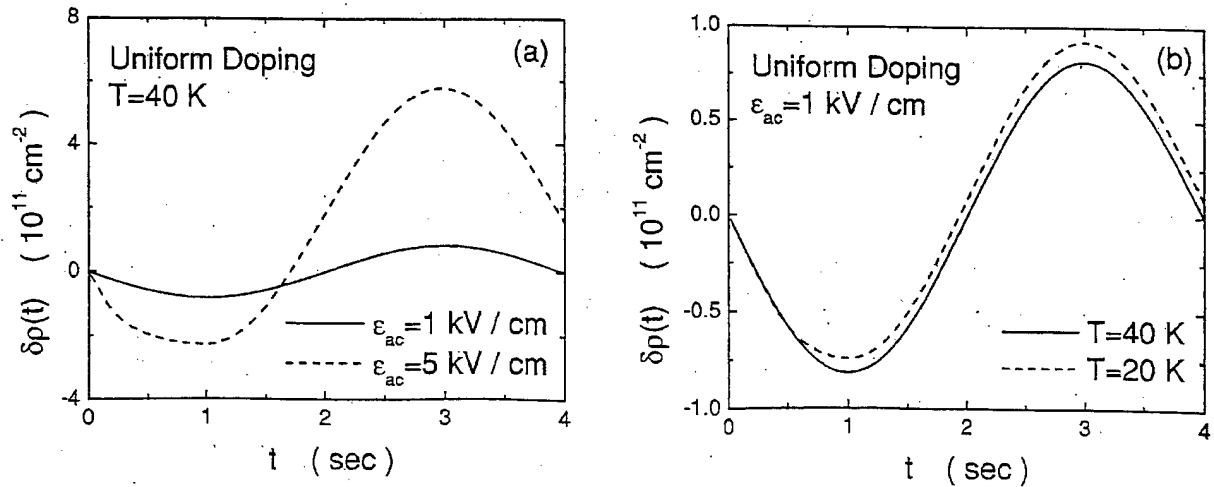 (a)
Uniform Doping
T=40 K
8
4
0
-4
δρ(t) ( 10¹¹ cm⁻² )
ε_ac=1 kV / cm
ε_ac=5 kV / cm
0 1 2 3 4
t ( sec )
(b)
Uniform Doping
ε_ac=1 kV / cm
1.0
0.5
0.0
-0.5
-1.0
δρ(t) ( 10¹¹ cm⁻² )
T=40 K
T=20 K
0 1 2 3 4
t ( sec )